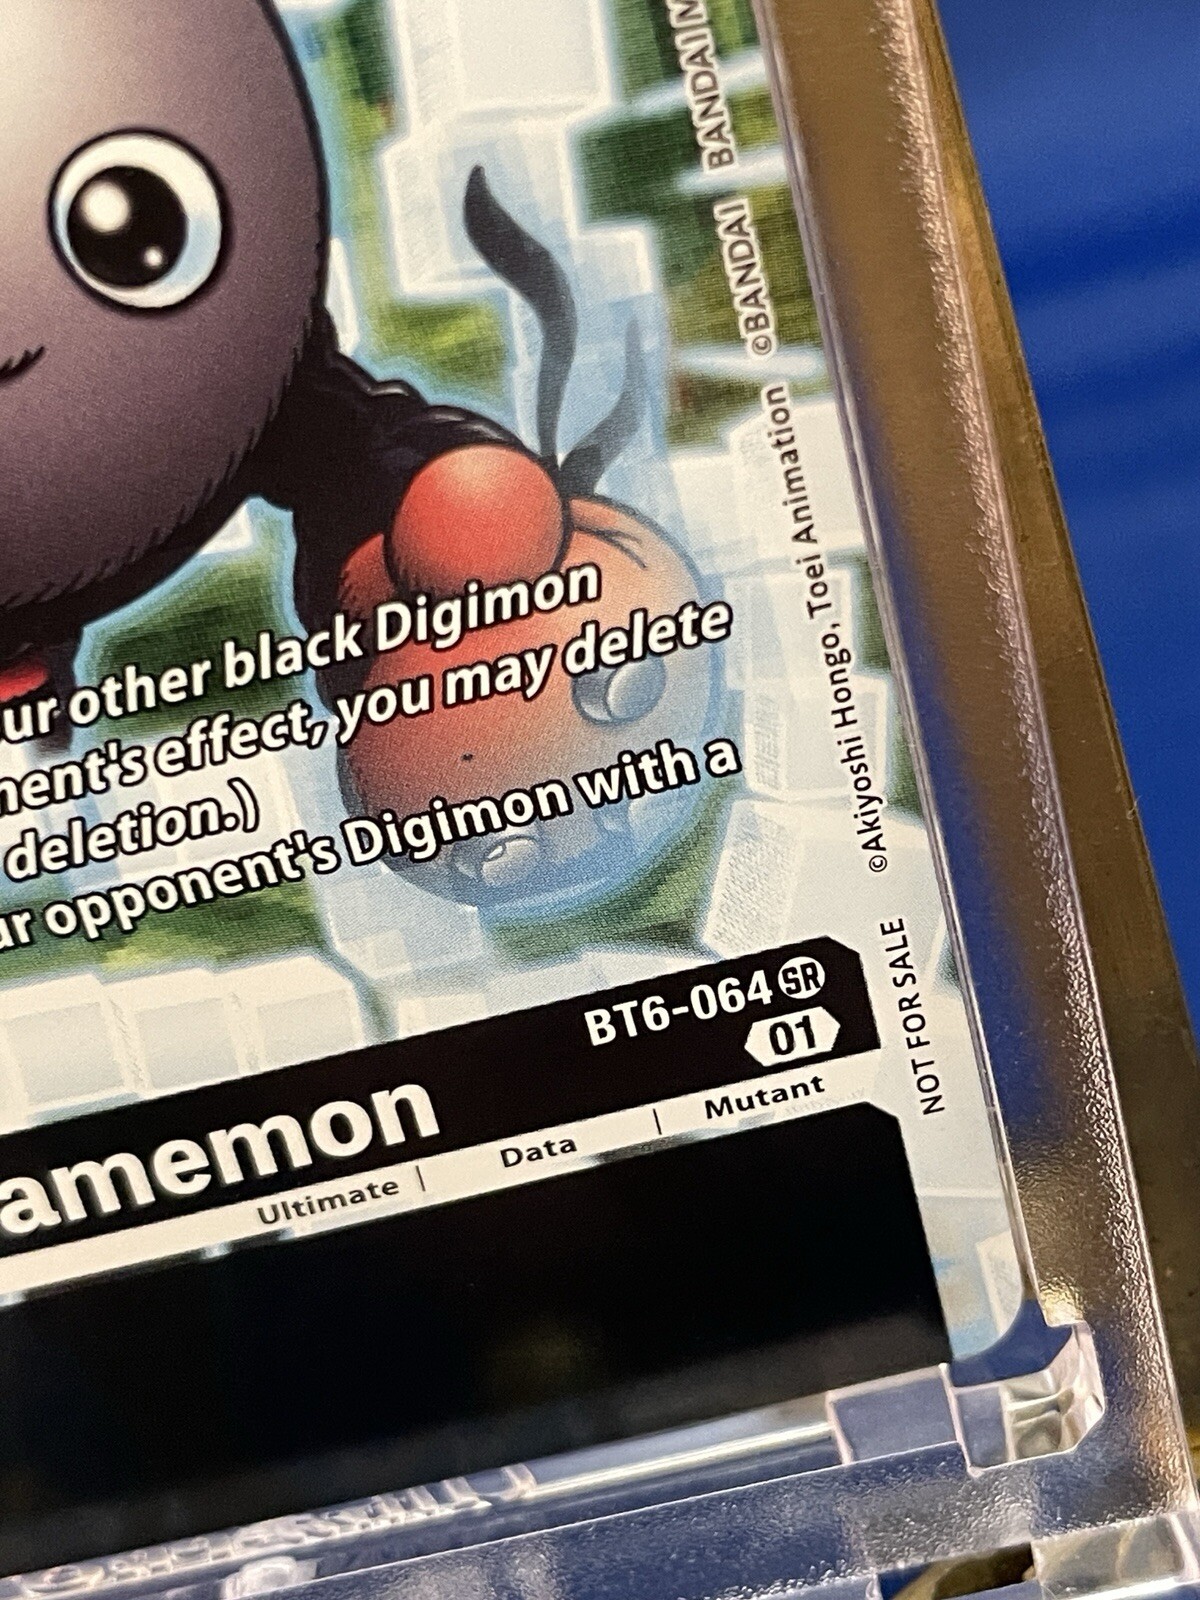 ur other black Digimon
nent's effect, you may delete
deletion.)
ur opponent's Digimon with a
BT6-064 SR
01
amemon
Ultimate | Data | Mutant
©Akiyoshi Hongo, Toei Animation ©BANDAI BANDAI M
NOT FOR SALE